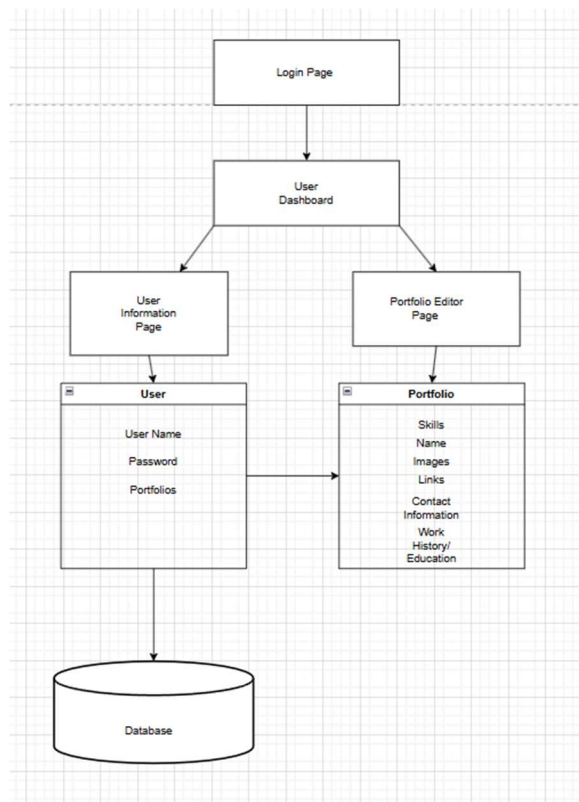 Login Page
User
Dashboard
User
Information
Page
Portfolio Editor
Page
User
User Name
Password
Portfolios
Portfolio
Skills
Name
Images
Links
Contact
Information
Work
History/
Education
Database